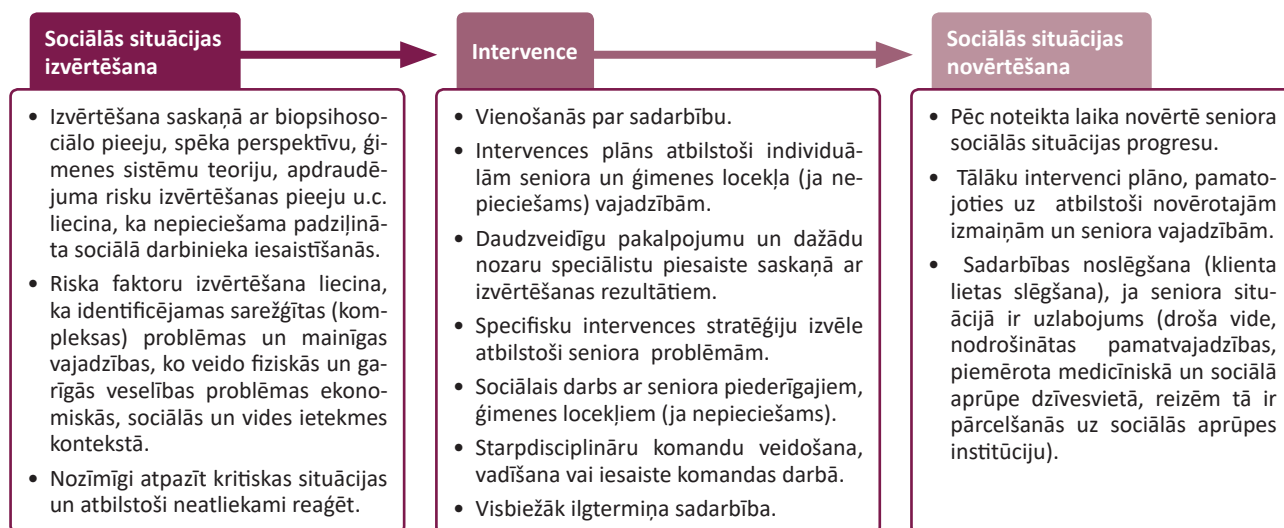 Sociālās situācijas
izvērtēšana
• Izvērtēšana saskaņā ar biopsihoso-
ciālo pieeju, spēka perspektīvu, ģi-
menes sistēmu teoriju, apdraudē-
juma risku izvērtēšanas pieeju u.c.
liecina, ka nepieciešama padziļinā-
ta sociālā darbinieka iesaistīšanās.
• Riska faktoru izvērtēšana liecina,
ka identificējamas sarežģītas (kom-
pleksas) problēmas un mainīgas
vajadzības, ko veido fiziskās un ga-
rīgās veselības problēmas ekono-
miskās, sociālās un vides ietekmes
kontekstā.
• Nozīmīgi atpazīt kritiskas situācijas
un atbilstoši neatliekami reaģēt.
Intervence
• Vienošanās par sadarbību.
• Intervences plāns atbilstoši individuā-
lām seniora un ģimenes locekļa (ja ne-
pieciešams) vajadzībām.
• Daudzveidīgu pakalpojumu un dažādu
nozaru speciālistu piesaiste saskaņā ar
izvērtēšanas rezultātiem.
• Specifisku intervences stratēģiju izvēle
atbilstoši seniora problēmām.
• Sociālais darbs ar seniora piederīgajiem,
ģimenes locekļiem (ja nepieciešams).
• Starpdisciplināru komandu veidošana,
vadīšana vai iesaiste komandas darbā.
• Visbiežāk ilgtermiņa sadarbība.
Sociālās situācijas
novērtēšana
• Pēc noteikta laika novērtē seniora
sociālās situācijas progresu.
• Tālāku intervenci plāno, pamato-
joties uz atbilstoši novērotajām
izmaiņām un seniora vajadzībām.
• Sadarbības noslēgšana (klienta
lietas slēgšana), ja seniora situ-
ācijā ir uzlabojums (droša vide,
nodrošinātas pamatvajadzības,
piemērota medicīniskā un sociālā
aprūpe dzīvesvietā, reizēm tā ir
pārcelšanās uz sociālās aprūpes
institūciju).